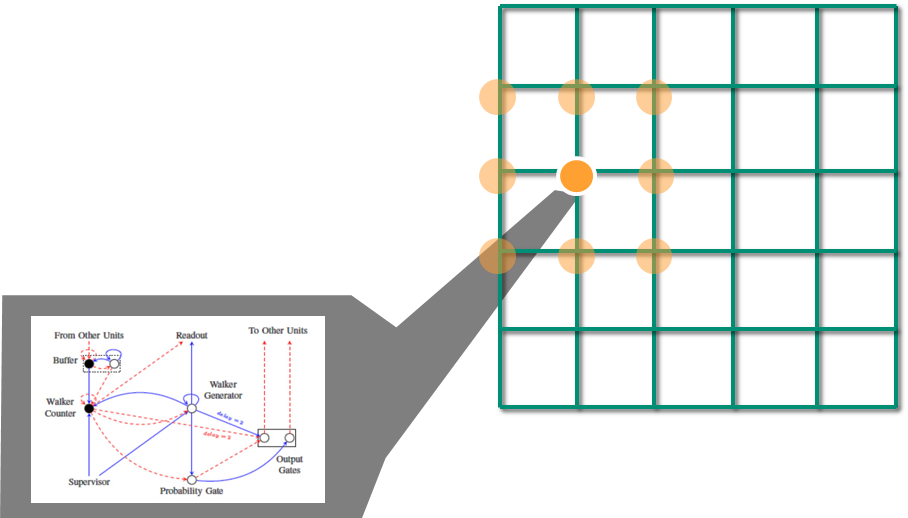 From Other Units
Readout
To Other Units
Buffer
Walker
Generator
Walker
Counter
delay = 2
delay = 3
Output
Gates
Supervisor
Probability Gate